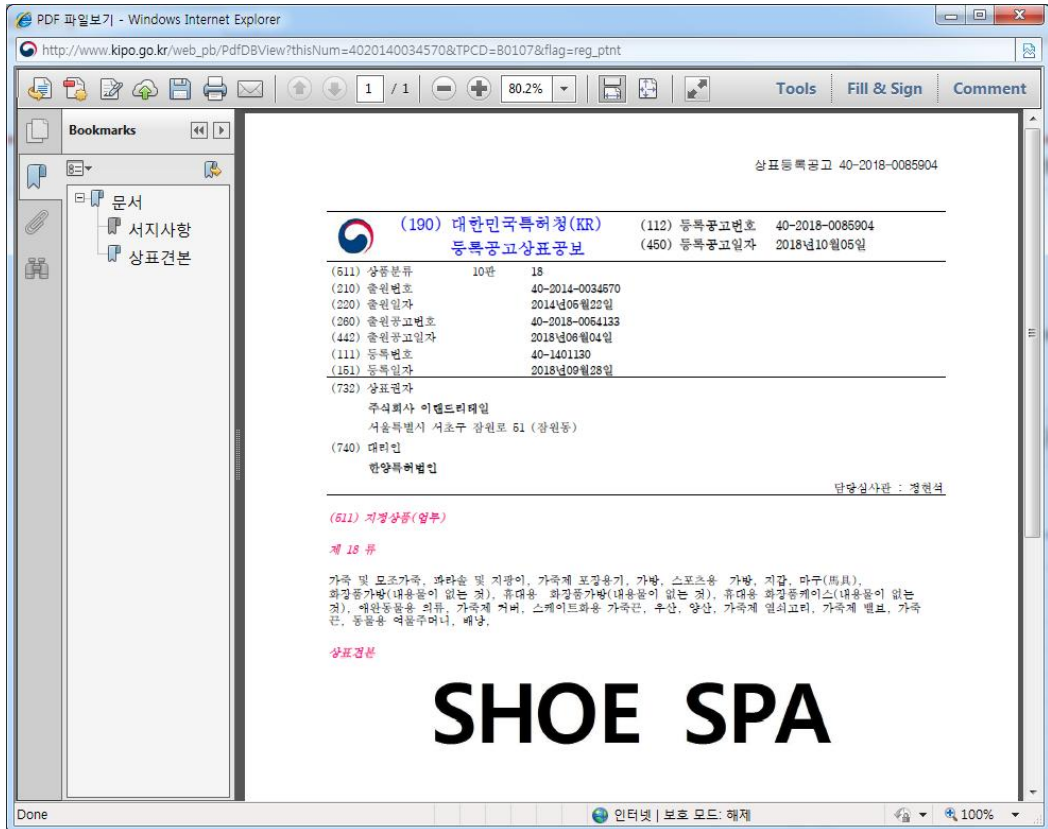 PDF 파일보기 - Windows Internet Explorer
http://www.kipo.go.kr/web_pb/PdfDBView?thisNum=4020140034570&TPCD=B0107&flag=reg_ptnt
1 / 1 80.2% Tools Fill & Sign Comment
Bookmarks
문서
서지사항
상표견본
상표등록공고 40-2018-0085904
(190) 대한민국특허청(KR) (112) 등록공고번호 40-2018-0085904
등록공고상표공보 (450) 등록공고일자 2018년10월05일
(511) 상품분류 10판 18
(210) 출원번호 40-2014-0034570
(220) 출원일자 2014년05월22일
(260) 출원공고번호 40-2018-0054133
(442) 출원공고일자 2018년06월04일
(111) 등록번호 40-1401130
(151) 등록일자 2018년09월28일
(732) 상표권자
주식회사 이랜드리테일
서울특별시 서초구 잠원로 51 (잠원동)
(740) 대리인
한양특허법인
담당심사관 : 정현석
(511) 지정상품(업무)
제 18 류
가죽 및 모조가죽, 파라솔 및 지팡이, 가죽제 포장용기, 가방, 스포츠용 가방, 지갑, 마구(馬具),
화장품가방(내용물이 없는 것), 휴대용 화장품가방(내용물이 없는 것), 휴대용 화장품케이스(내용물이 없는
것), 애완동물용 의류, 가죽제 커버, 스케이트화용 가죽끈, 우산, 양산, 가죽제 열쇠고리, 가죽제 벨트, 가죽
끈, 동물용 여물주머니, 배낭,
상표견본
SHOE SPA
Done 인터넷 | 보호 모드: 해제 100%